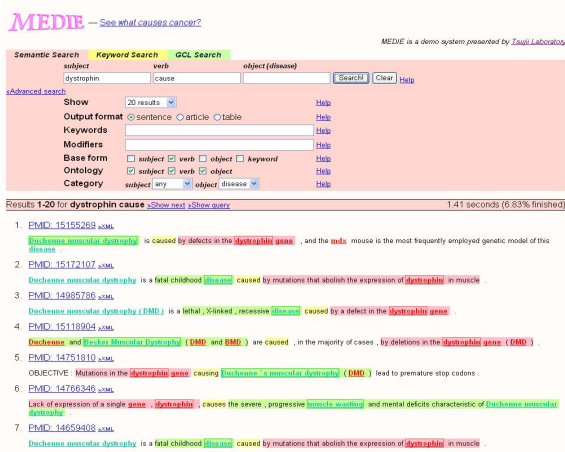 MEDIE — See what causes cancer?
MEDIE is a demo system presented by Tsujii Laboratory
Semantic Search Keyword Search GCL Search
subject verb object (disease)
dystrophin cause Search! Clear Help
«Advanced search
Show 20 results Help
Output format sentence article table Help
Keywords Help
Modifiers Help
Base form subject verb object keyword Help
Ontology subject verb object Help
Category subject any object disease Help
Results 1-20 for dystrophin cause »Show next »Show query 1.41 seconds (6.83% finished)
1. PMID: 15155269 »XML
Duchenne muscular dystrophy is caused by defects in the dystrophin gene , and the mdx mouse is the most frequently employed genetic model of this
disease .
2. PMID: 15172107 »XML
Duchenne muscular dystrophy is a fatal childhood disease caused by mutations that abolish the expression of dystrophin in muscle .
3. PMID: 14985786 »XML
Duchenne muscular dystrophy ( DMD ) is a lethal , X-linked , recessive disease caused by a defect in the dystrophin gene .
4. PMID: 15118904 »XML
Duchenne and Becker Muscular Dystrophy ( DMD and BMD ) are caused , in the majority of cases , by deletions in the dystrophin gene ( DMD ) .
5. PMID: 14751810 »XML
OBJECTIVE : Mutations in the dystrophin gene causing Duchenne 's muscular dystrophy ( DMD ) lead to premature stop codons .
6. PMID: 14766346 »XML
Lack of expression of a single gene , dystrophin , causes the severe , progressive muscle wasting and mental deficits characteristic of Duchenne muscular
dystrophy .
7. PMID: 14659408 »XML
Duchenne muscular dystrophy is a fatal childhood disease caused by mutations that abolish the expression of dystrophin in muscle .